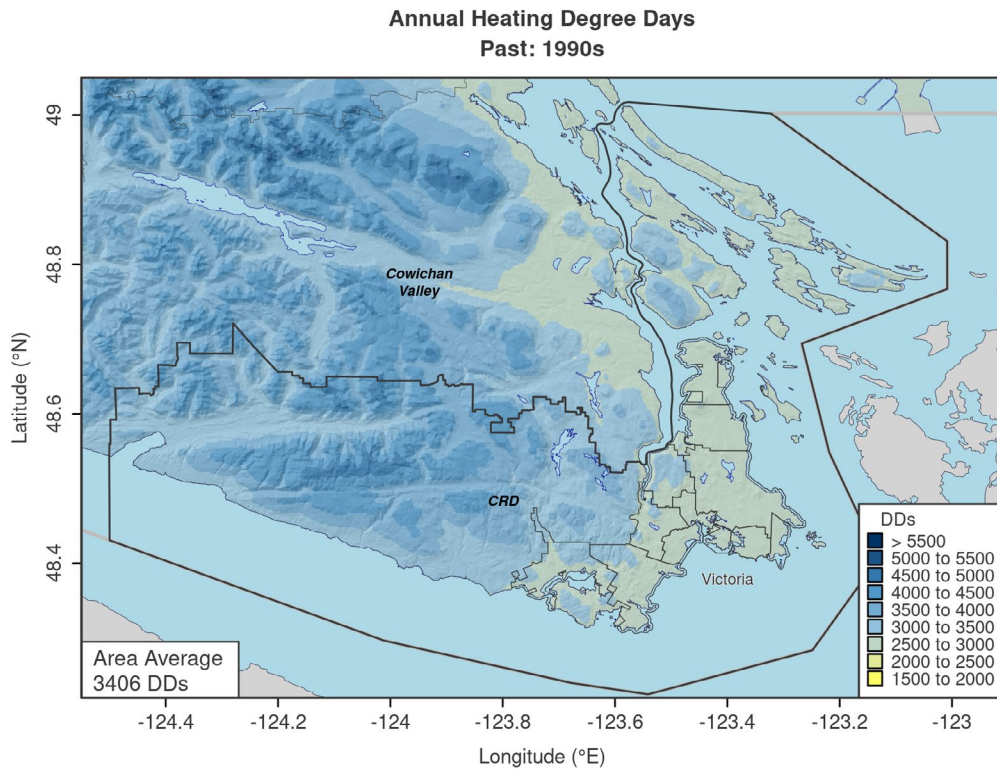 Annual Heating Degree Days
Past: 1990s
Latitude (°N)
49
48.8
48.6
48.4
Cowichan
Valley
CRD
Victoria
DDs
> 5500
5000 to 5500
4500 to 5000
4000 to 4500
3500 to 4000
3000 to 3500
2500 to 3000
2000 to 2500
1500 to 2000
Area Average
3406 DDs
-124.4
-124.2
-124
-123.8
-123.6
-123.4
-123.2
-123
Longitude (°E)